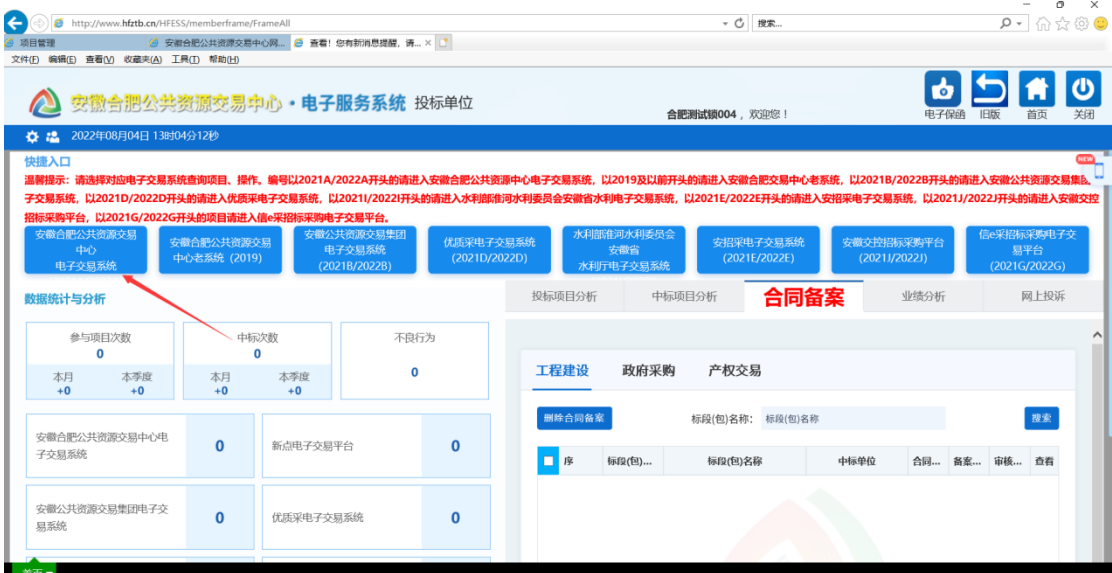 http://www.hfztb.cn/HFESS/memberframe/FrameAll
搜索...
项目管理
安徽合肥公共资源交易中心网...
查看！您有新消息提醒，请... ×
文件(F) 编辑(E) 查看(V) 收藏夹(A) 工具(T) 帮助(H)
安徽合肥公共资源交易中心·电子服务系统 投标单位
合肥测试锁004，欢迎您！
电子保函 旧版 首页 关闭
2022年08月04日 13时04分12秒
快捷入口
NEW
温馨提示：请选择对应电子交易系统查询项目、操作。编号以2021A/2022A开头的请进入安徽合肥公共资源中心电子交易系统，以2019及以前开头的请进入安徽合肥交易中心老系统，以2021B/2022B开头的请进入安徽公共资源交易集团
子交易系统，以2021D/2022D开头的请进入优质采电子交易系统，以2021I/2022I开头的请进入水利部淮河水利委员会安徽省水利电子交易系统，以2021E/2022E开头的请进入安招采电子交易系统，以2021J/2022J开头的请进入安徽交控
招标采购平台，以2021G/2022G开头的项目请进入信e采招标采购电子交易平台。
安徽合肥公共资源交易
中心
电子交易系统
安徽合肥公共资源交易
中心老系统（2019）
安徽公共资源交易集团
电子交易系统
(2021B/2022B)
优质采电子交易系统
(2021D/2022D)
水利部淮河水利委员会
安徽省
水利厅电子交易系统
安招采电子交易系统
(2021E/2022E)
安徽交控招标采购平台
(2021J/2022J)
信e采招标采购电子交
易平台
(2021G/2022G)
数据统计与分析
投标项目分析 中标项目分析 合同备案 业绩分析 网上投诉
参与项目次数
0
本月 本季度
+0 +0
中标次数
0
本月 本季度
+0 +0
不良行为
0
安徽合肥公共资源交易中心电
子交易系统
0
新点电子交易平台
0
安徽公共资源交易集团电子交
易系统
0
优质采电子交易系统
0
工程建设 政府采购 产权交易
删除合同备案 标段(包)名称： 标段(包)名称 搜索
序 标段(包)... 标段(包)名称 中标单位 合同... 备案... 审核... 查看